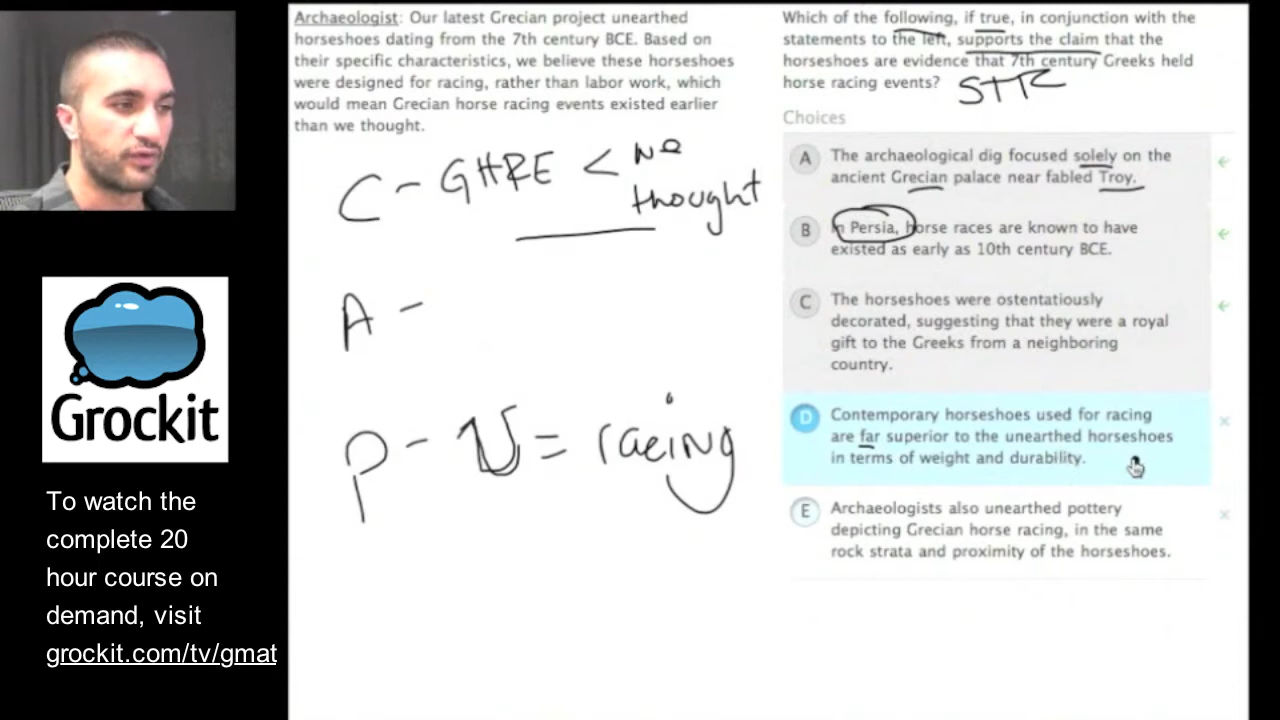 Archaeologist: Our latest Grecian project unearthed
horseshoes dating from the 7th century BCE. Based on
their specific characteristics, we believe these horseshoes
were designed for racing, rather than labor work, which
would mean Grecian horse racing events existed earlier
than we thought.
C - GHRE < we
thought
A -
P - U = racing
Which of the following, if true, in conjunction with the
statements to the left, supports the claim that the
horseshoes are evidence that 7th century Greeks held
horse racing events?
STR
Choices
A The archaeological dig focused solely on the
ancient Grecian palace near fabled Troy.
B In Persia, horse races are known to have
existed as early as 10th century BCE.
C The horseshoes were ostentatiously
decorated, suggesting that they were a royal
gift to the Greeks from a neighboring
country.
D Contemporary horseshoes used for racing
are far superior to the unearthed horseshoes
in terms of weight and durability.
E Archaeologists also unearthed pottery
depicting Grecian horse racing, in the same
rock strata and proximity of the horseshoes.
Grockit
To watch the
complete 20
hour course on
demand, visit
grockit.com/tv/gmat